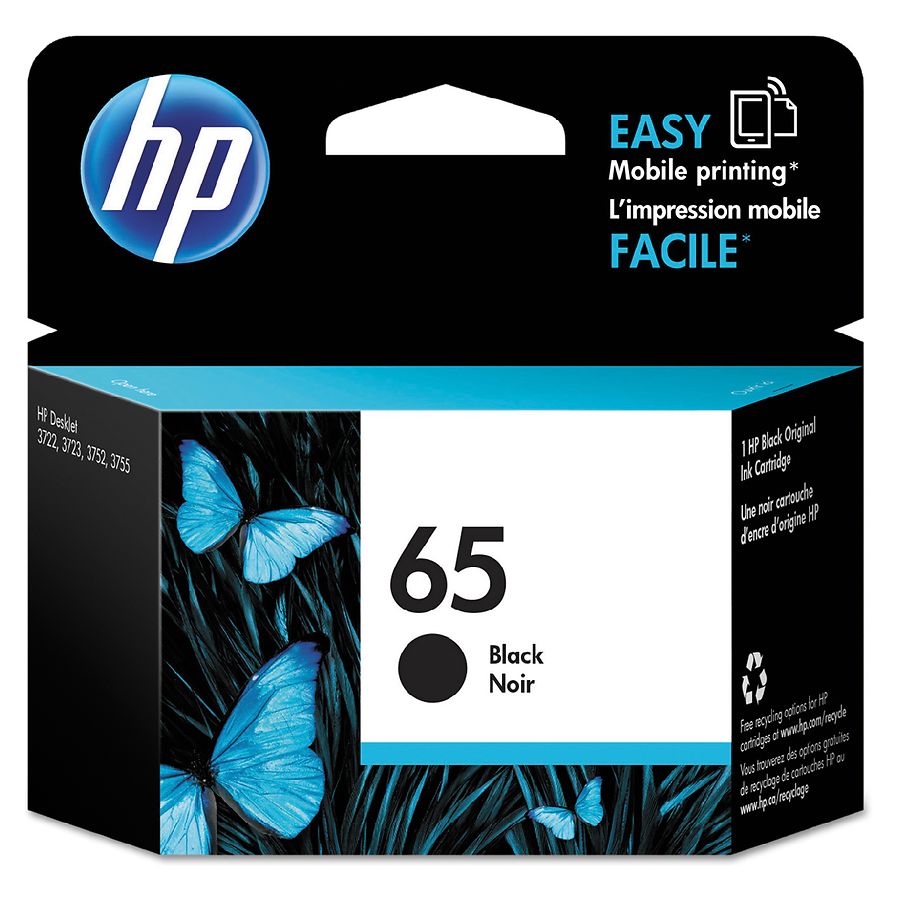 hp
EASY
Mobile printing*
L'impression mobile
FACILE*
Open here
HP DeskJet
3722, 3723, 3752, 3755
65
Black
Noir
1 HP Black Original
Ink Cartridge
Une noir cartouche
d'encre d'origine HP
Free recycling options for HP
cartridges at www.hp.com/recycle
Vous trouverez des options gratuites
de recyclage de cartouches HP au
www.hp.ca/recyclage